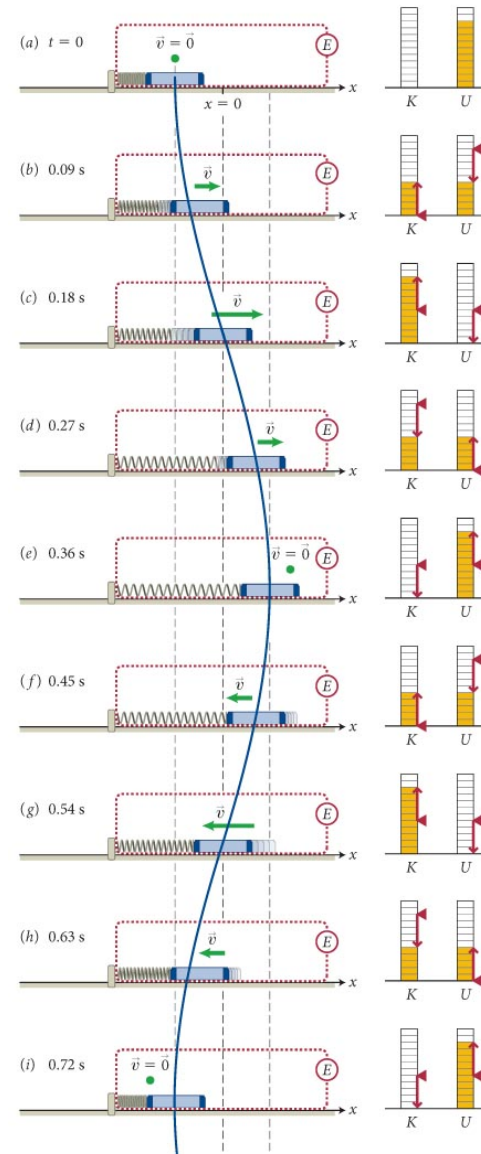 (a) t = 0
v⃗ = 0⃗
E
x
x = 0
K U
(b) 0.09 s
v⃗
E
x
K U
(c) 0.18 s
v⃗
E
x
K U
(d) 0.27 s
v⃗
E
x
K U
(e) 0.36 s
v⃗ = 0⃗
E
x
K U
(f) 0.45 s
v⃗
E
x
K U
(g) 0.54 s
v⃗
E
x
K U
(h) 0.63 s
v⃗
E
x
K U
(i) 0.72 s
v⃗ = 0⃗
E
x
K U